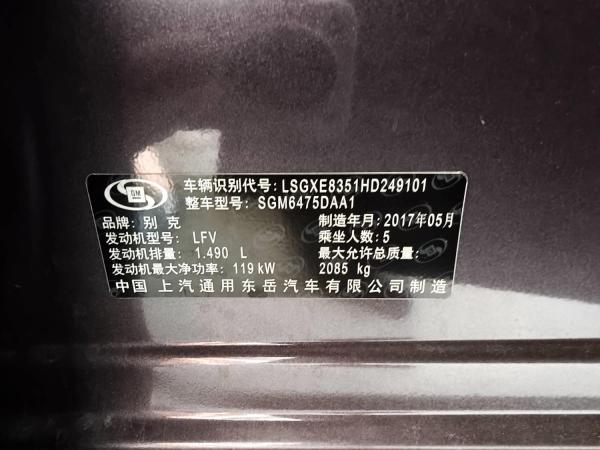 GM
车辆识别代号: LSGXE8351HD249101
整车型号: SGM6475DAA1
品牌: 别 克 制造年月: 2017年05月
发动机型号: LFV 乘坐人数: 5
发动机排量: 1.490 L 最大允许总质量:
发动机最大净功率: 119 kW 2085 kg
中国 上汽通用东岳汽车有限公司制造